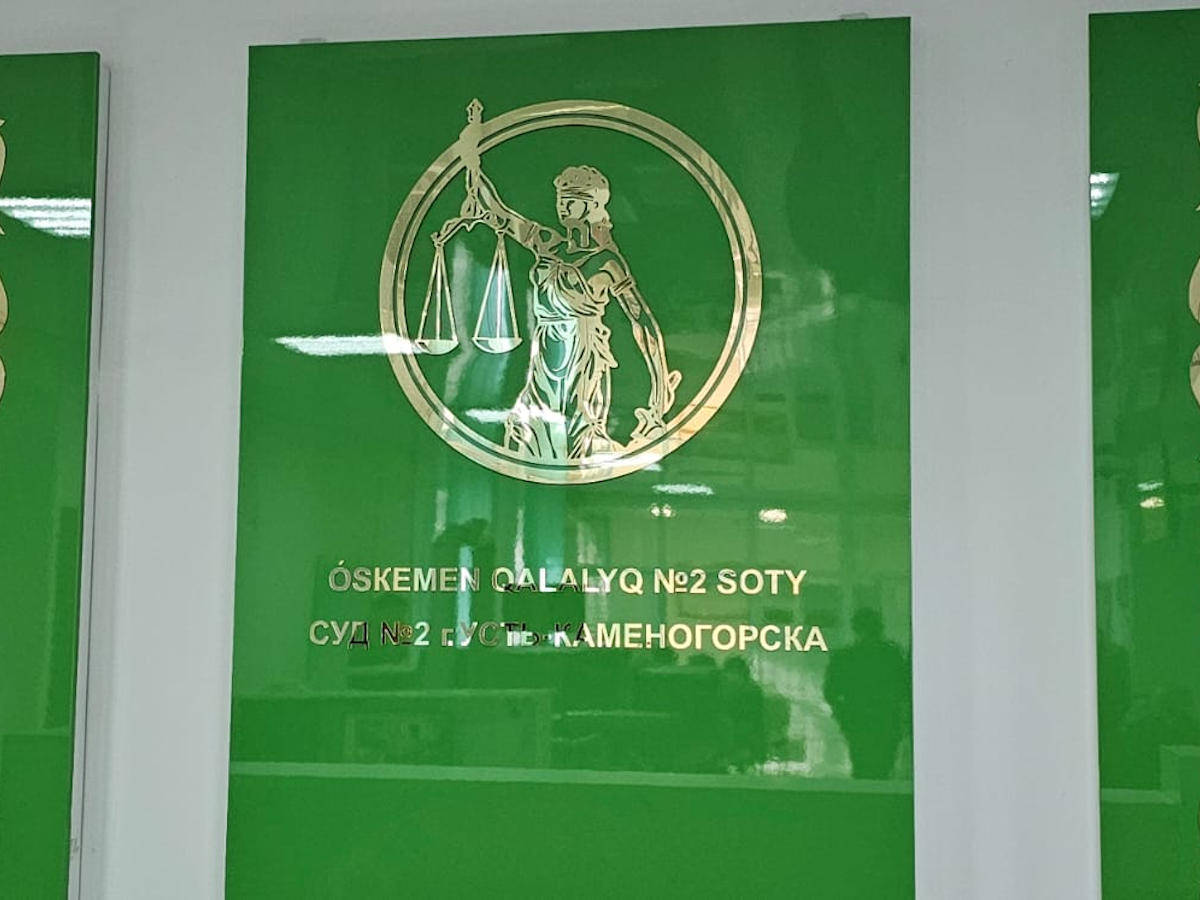 ÓSKEMEN QALALYQ №2 SOTY
СУД №2 г.УСТЬ-КАМЕНОГОРСКА